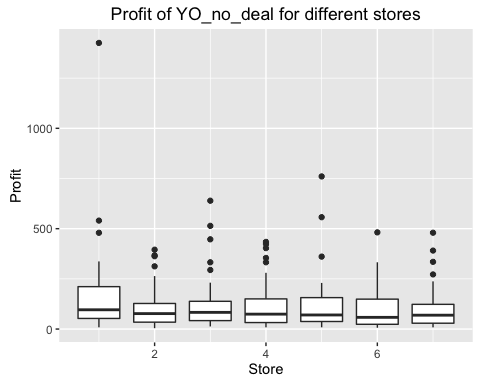 Profit of YO_no_deal for different stores
1000
500
0
Profit
2 4 6
Store